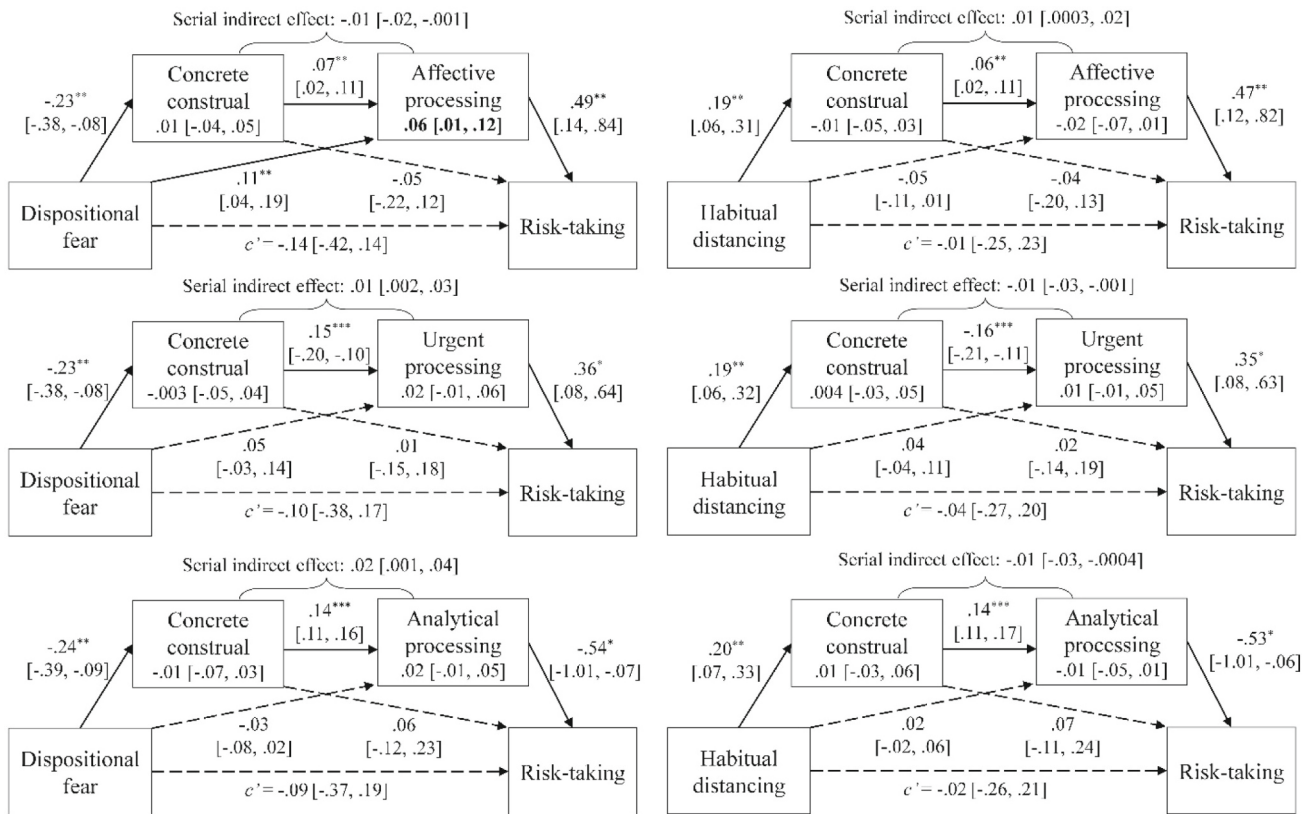 Serial indirect effect: -.01 [-.02, -.001]
Concrete
construal
.01 [-.04, .05]
.07**
[.02, .11]
Affective
processing
.06 [.01, .12]
-.23**
[-.38, -.08]
.49**
[.14, .84]
.11**
[.04, .19]
-.05
[-.22, .12]
Dispositional
fear
Risk-taking
c’ = -.14 [-.42, .14]
Serial indirect effect: .01 [.0003, .02]
Concrete
construal
-.01 [-.05, .03]
.06**
[.02, .11]
Affective
processing
-.02 [-.07, .01]
.19**
[.06, .31]
.47**
[.12, .82]
-.05
[-.11, .01]
-.04
[-.20, .13]
Habitual
distancing
Risk-taking
c’ = -.01 [-.25, .23]
Serial indirect effect: .01 [.002, .03]
Concrete
construal
-.003 [-.05, .04]
.15***
[-.20, -.10]
Urgent
processing
.02 [-.01, .06]
-.23**
[-.38, -.08]
.36*
[.08, .64]
.05
[-.03, .14]
.01
[-.15, .18]
Dispositional
fear
Risk-taking
c’ = -.10 [-.38, .17]
Serial indirect effect: -.01 [-.03, -.001]
Concrete
construal
.004 [-.03, .05]
-.16***
[-.21, -.11]
Urgent
processing
.01 [-.01, .05]
.19**
[.06, .32]
.35*
[.08, .63]
.04
[-.04, .11]
.02
[-.14, .19]
Habitual
distancing
Risk-taking
c’ = -.04 [-.27, .20]
Serial indirect effect: .02 [.001, .04]
Concrete
construal
-.01 [-.07, .03]
.14***
[.11, .16]
Analytical
processing
.02 [-.01, .05]
-.24**
[-.39, -.09]
-.54*
[-1.01, -.07]
-.03
[-.08, .02]
.06
[-.12, .23]
Dispositional
fear
Risk-taking
c’ = -.09 [-.37, .19]
Serial indirect effect: -.01 [-.03, -.0004]
Concrete
construal
.01 [-.03, .06]
.14***
[.11, .17]
Analytical
processing
-.01 [-.05, .01]
.20**
[.07, .33]
-.53*
[-1.01, -.06]
.02
[-.02, .06]
.07
[-.11, .24]
Habitual
distancing
Risk-taking
c’ = -.02 [-.26, .21]